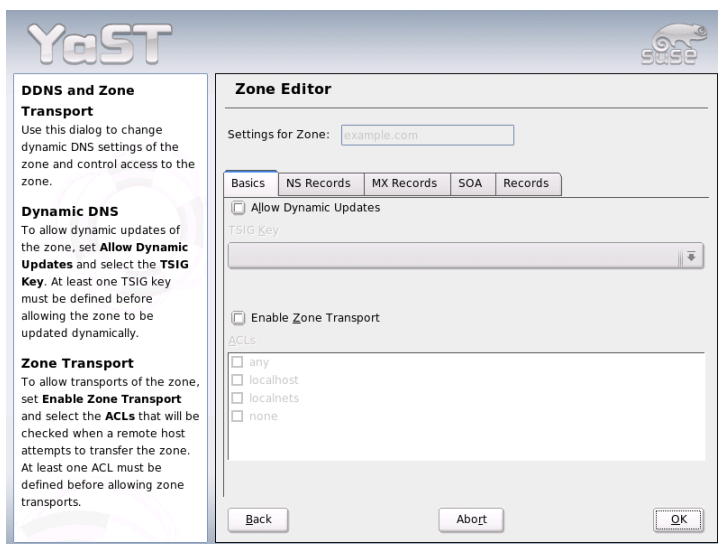 YaST
SUSE
DDNS and Zone
Transport
Use this dialog to change
dynamic DNS settings of the
zone and control access to the
zone.
Dynamic DNS
To allow dynamic updates of
the zone, set Allow Dynamic
Updates and select the TSIG
Key. At least one TSIG key
must be defined before
allowing the zone to be
updated dynamically.
Zone Transport
To allow transports of the zone,
set Enable Zone Transport
and select the ACLs that will be
checked when a remote host
attempts to transfer the zone.
At least one ACL must be
defined before allowing zone
transports.
Zone Editor
Settings for Zone: example.com
Basics NS Records MX Records SOA Records
Allow Dynamic Updates
TSIG Key
Enable Zone Transport
ACLs
any
localhost
localnets
none
Back Abort OK